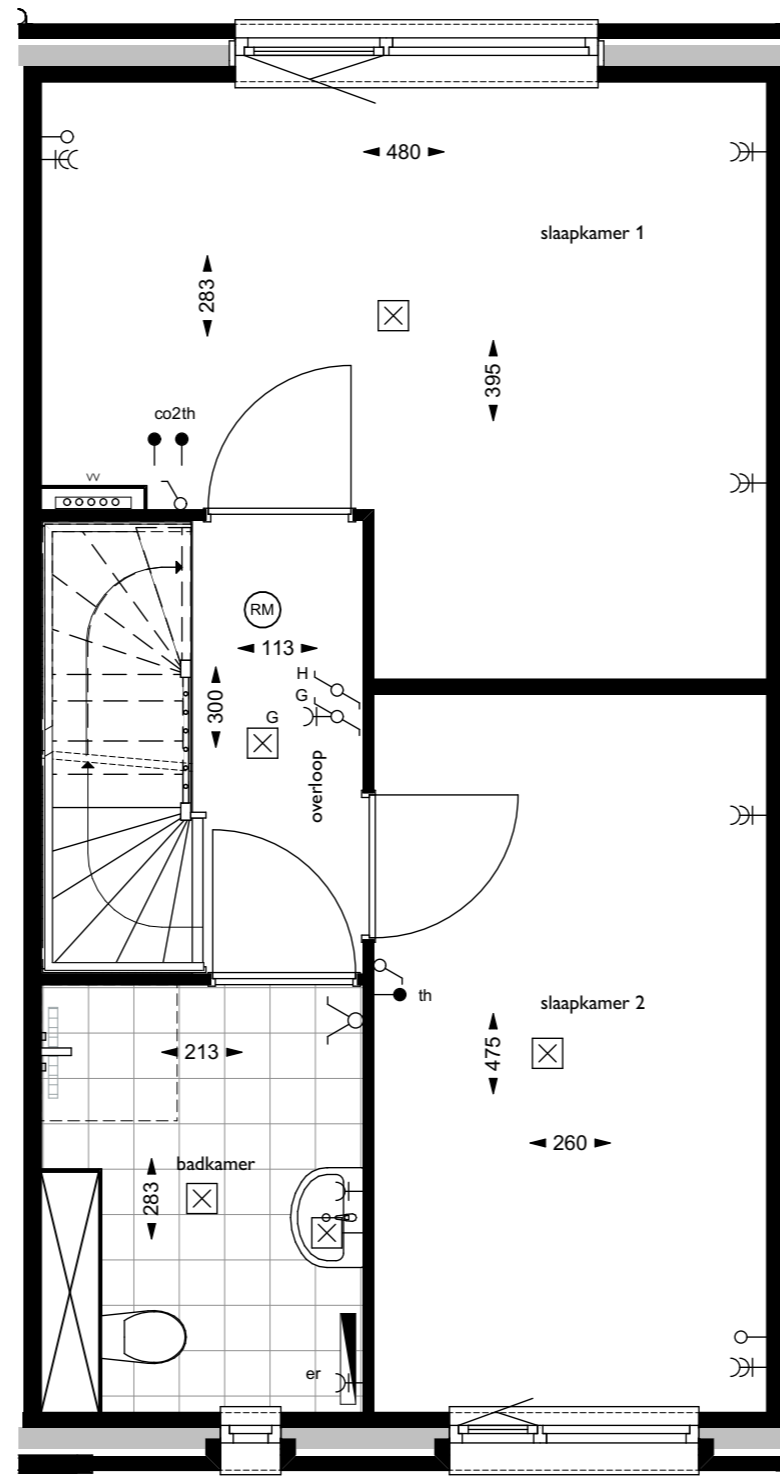 480
slaapkamer 1
283
395
co2th
vv
RM
113
H
G
300
G
overloop
th
slaapkamer 2
213
475
260
badkamer
283
er